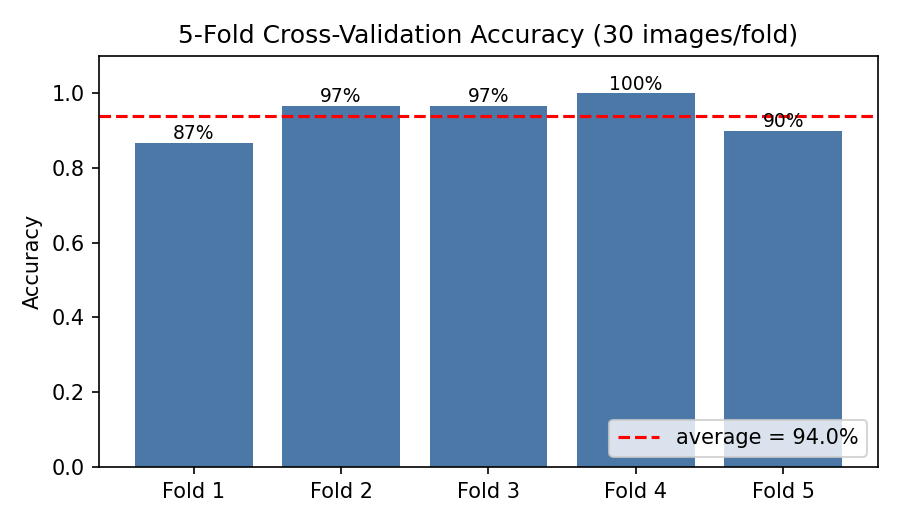 5-Fold Cross-Validation Accuracy (30 images/fold)
Accuracy
1.0
0.8
0.6
0.4
0.2
0.0
87%
97%
97%
100%
90%
average = 94.0%
Fold 1
Fold 2
Fold 3
Fold 4
Fold 5